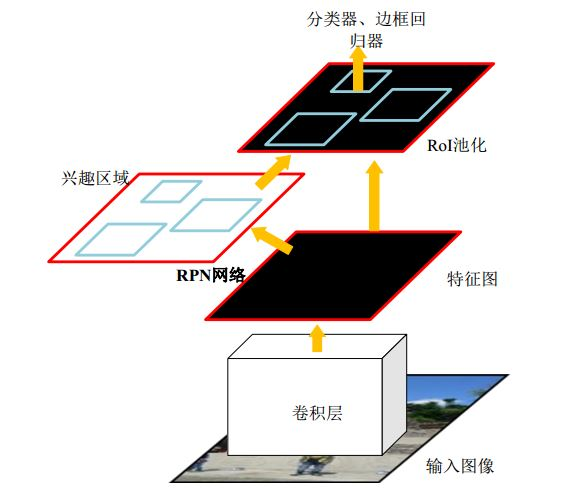 分类器、边框回
归器
RoI池化
兴趣区域
RPN网络
特征图
卷积层
输入图像